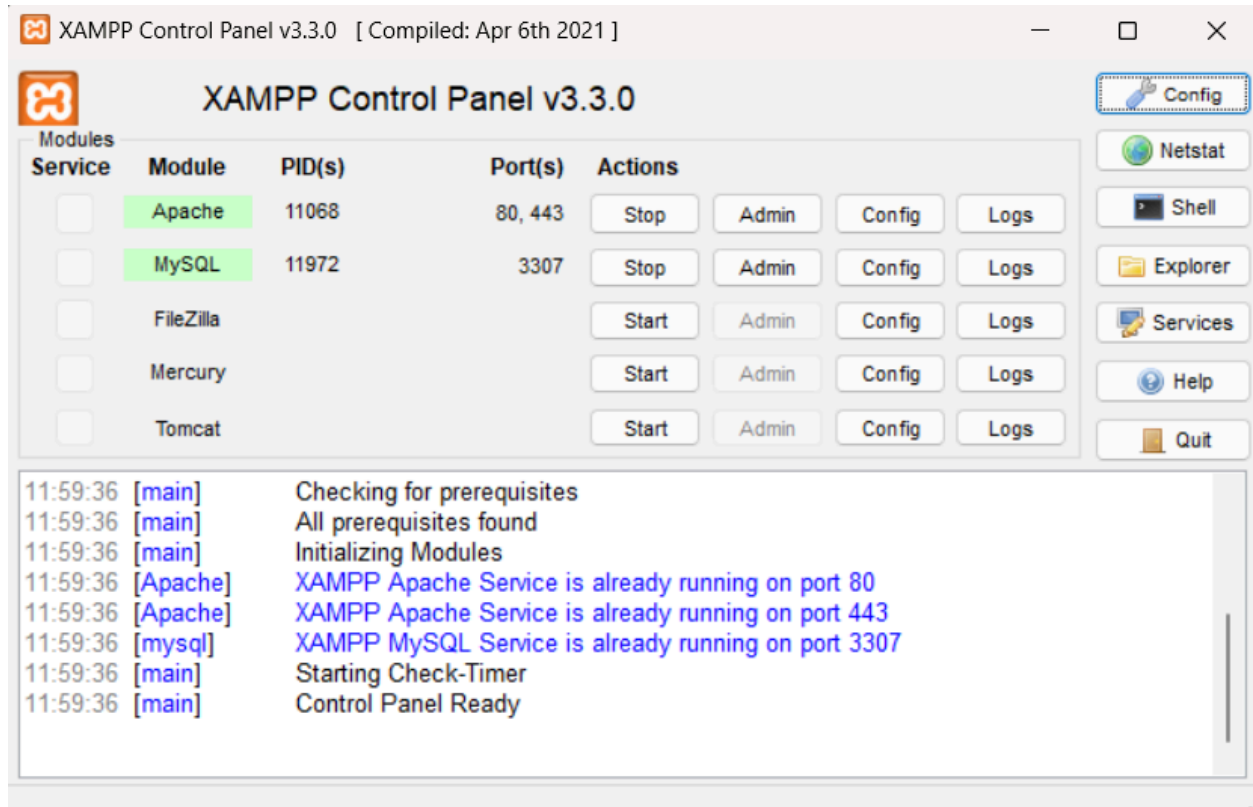 XAMPP Control Panel v3.3.0 [ Compiled: Apr 6th 2021 ]
XAMPP Control Panel v3.3.0
Config
Modules
Netstat
Service Module PID(s) Port(s) Actions
Apache 11068 80, 443 Stop Admin Config Logs
Shell
MySQL 11972 3307 Stop Admin Config Logs
Explorer
FileZilla Start Admin Config Logs
Services
Mercury Start Admin Config Logs
Help
Tomcat Start Admin Config Logs
Quit
11:59:36 [main] Checking for prerequisites
11:59:36 [main] All prerequisites found
11:59:36 [main] Initializing Modules
11:59:36 [Apache] XAMPP Apache Service is already running on port 80
11:59:36 [Apache] XAMPP Apache Service is already running on port 443
11:59:36 [mysql] XAMPP MySQL Service is already running on port 3307
11:59:36 [main] Starting Check-Timer
11:59:36 [main] Control Panel Ready